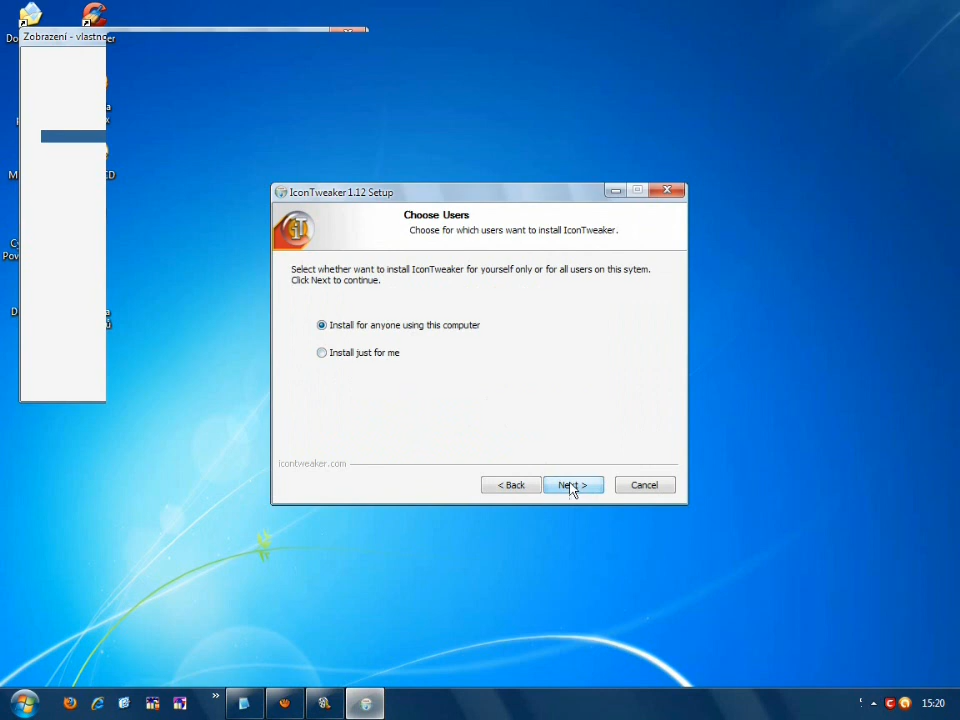 Zobrazení - vlastno
IconTweaker 1.12 Setup
Choose Users
Choose for which users want to install IconTweaker.
Select whether want to install IconTweaker for yourself only or for all users on this sytem.
Click Next to continue.
Install for anyone using this computer
Install just for me
icontweaker.com
< Back
Next >
Cancel
15:20